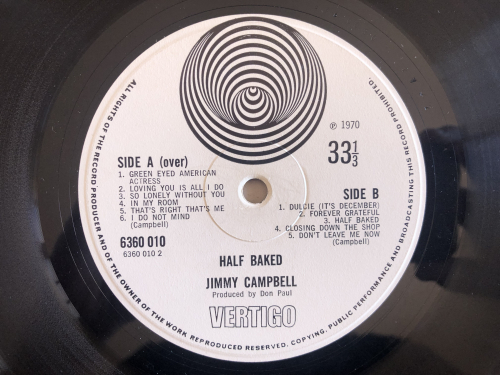 ALL RIGHTS OF THE RECORD PRODUCER AND OF THE OWNER OF THE WORK REPRODUCED RESERVED. COPYING, PUBLIC PERFORMANCE AND BROADCASTING THIS RECORD PROHIBITED.
℗ 1970
33⅓
SIDE A (over)
1. GREEN EYED AMERICAN
ACTRESS
2. LOVING YOU IS ALL I DO
3. SO LONELY WITHOUT YOU
4. IN MY ROOM
5. THAT'S RIGHT THAT'S ME
6. I DO NOT MIND
(Campbell)
6360 010
6360 010 2
SIDE B
1. DULCIE (IT'S DECEMBER)
2. FOREVER GRATEFUL
3. HALF BAKED
4. CLOSING DOWN THE SHOP
5. DON'T LEAVE ME NOW
(Campbell)
HALF BAKED
JIMMY CAMPBELL
Produced by Don Paul
VERTIGO